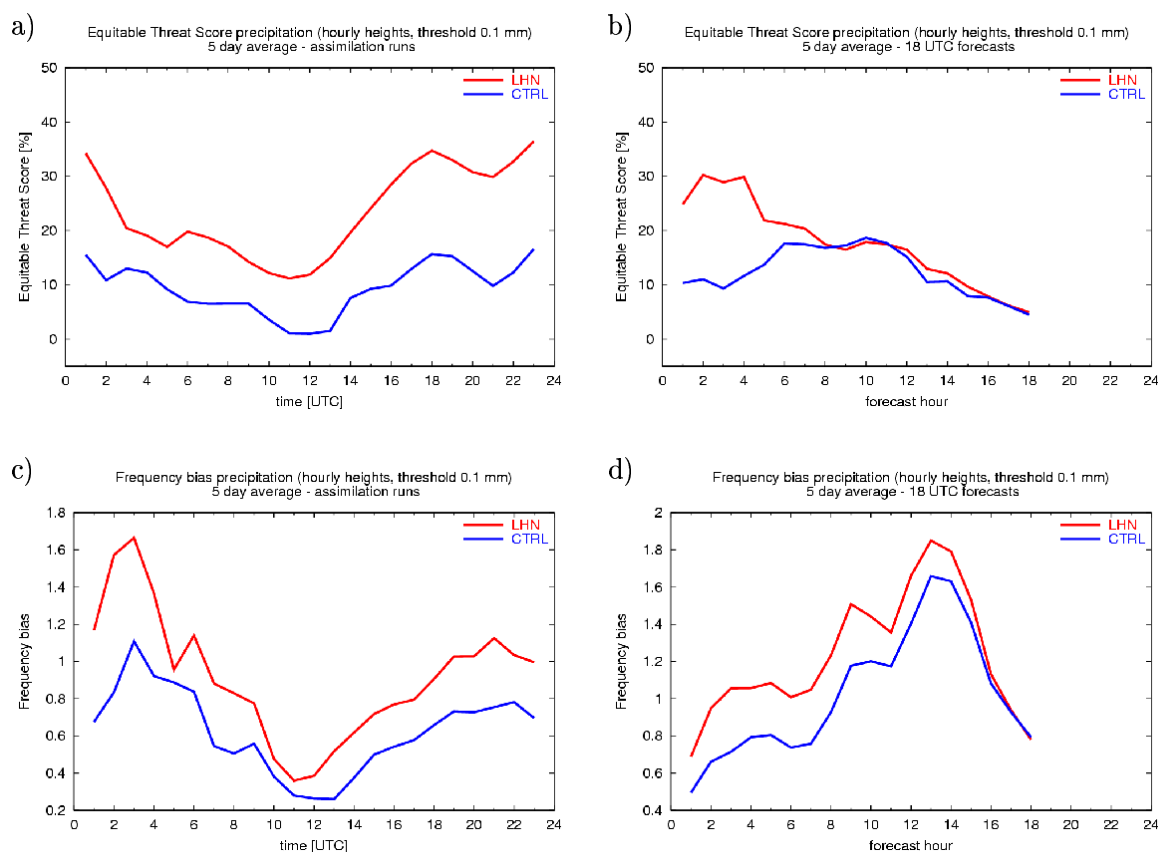 a)
Equitable Threat Score precipitation (hourly heights, threshold 0.1 mm)
5 day average - assimilation runs
50
40
30
20
10
0
Equitable Threat Score [%]
LHN
CTRL
0 2 4 6 8 10 12 14 16 18 20 22 24
time [UTC]
b)
Equitable Threat Score precipitation (hourly heights, threshold 0.1 mm)
5 day average - 18 UTC forecasts
50
40
30
20
10
0
Equitable Threat Score [%]
LHN
CTRL
0 2 4 6 8 10 12 14 16 18 20 22 24
forecast hour
c)
Frequency bias precipitation (hourly heights, threshold 0.1 mm)
5 day average - assimilation runs
1.8
1.6
1.4
1.2
1
0.8
0.6
0.4
0.2
Frequency bias
LHN
CTRL
0 2 4 6 8 10 12 14 16 18 20 22 24
time [UTC]
d)
Frequency bias precipitation (hourly heights, threshold 0.1 mm)
5 day average - 18 UTC forecasts
2
1.8
1.6
1.4
1.2
1
0.8
0.6
0.4
Frequency bias
LHN
CTRL
0 2 4 6 8 10 12 14 16 18 20 22 24
forecast hour